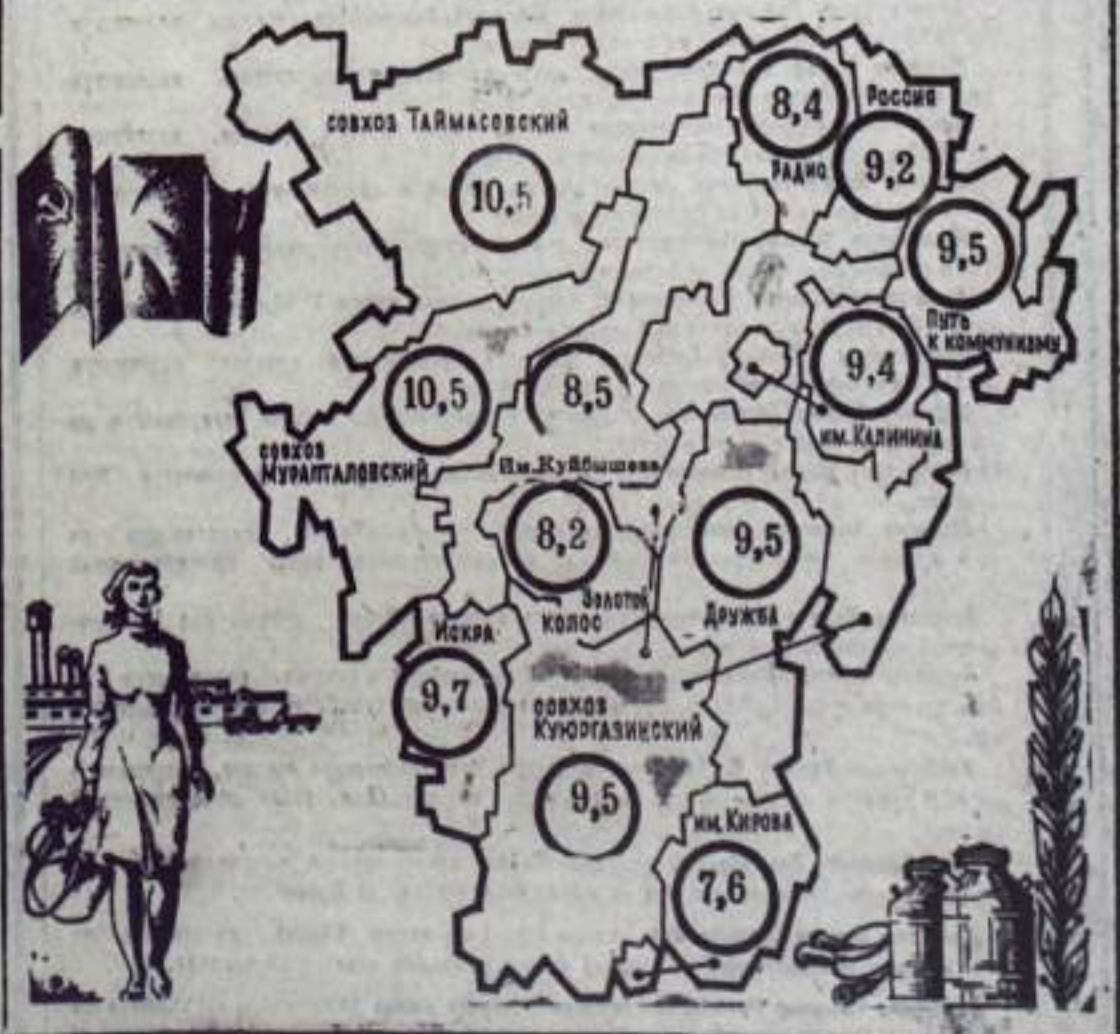 совхоз Таймасовский
10,5
8,4
Радио
Россия
9,2
9,5
Путь
к коммунизму
9,4
им. Калинина
10,5
совхоз
Мурапталовский
8,5
Им. Куйбышева
8,2
Золотой
колос
9,5
Дружба
Искра
9,7
совхоз
Куюргазинский
9,5
им. Кирова
7,6